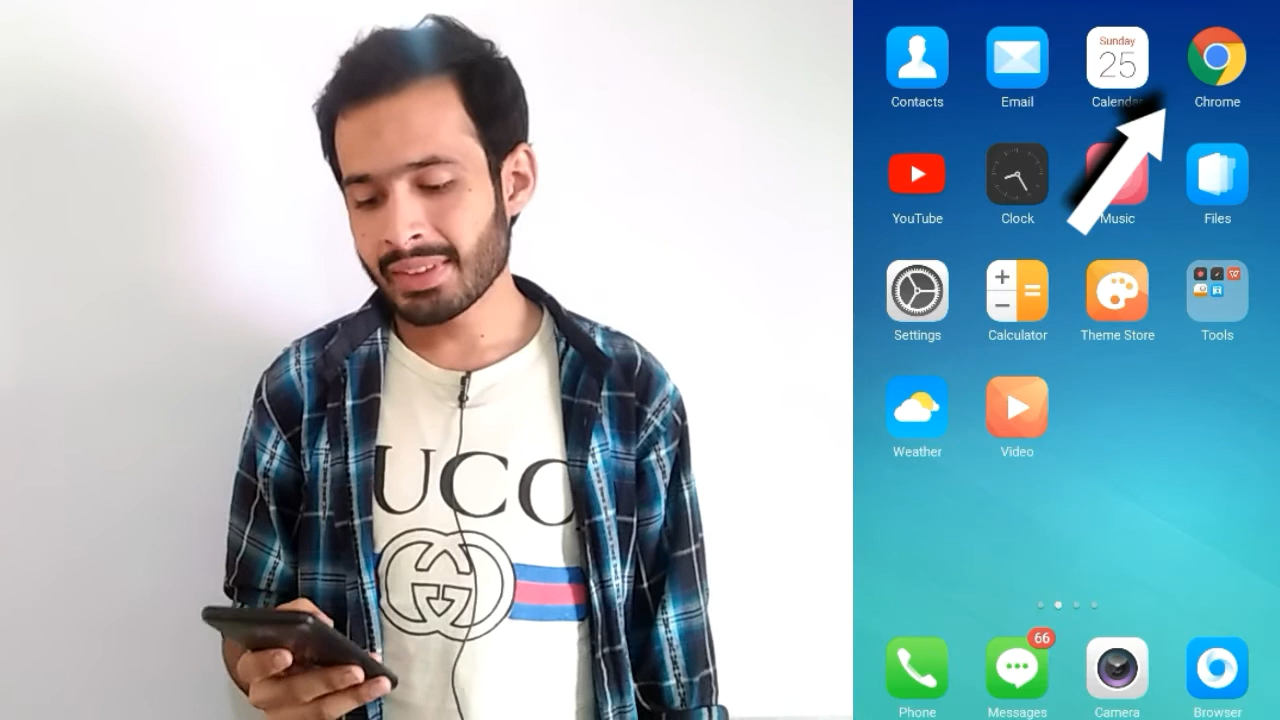 UCC
Sunday
25
Contacts
Email
Calendar
Chrome
YouTube
Clock
Music
Files
Settings
Calculator
Theme Store
Tools
Weather
Video
66
Phone
Messages
Camera
Browser